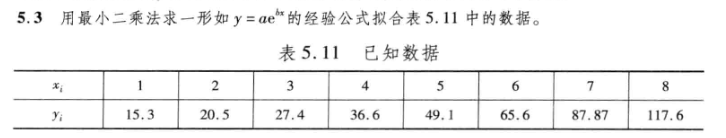 5.3 用最小二乘法求一形如 y = ae^{bx} 的经验公式拟合表 5.11 中的数据。
表 5.11 已知数据
x_i 1 2 3 4 5 6 7 8
y_i 15.3 20.5 27.4 36.6 49.1 65.6 87.87 117.6